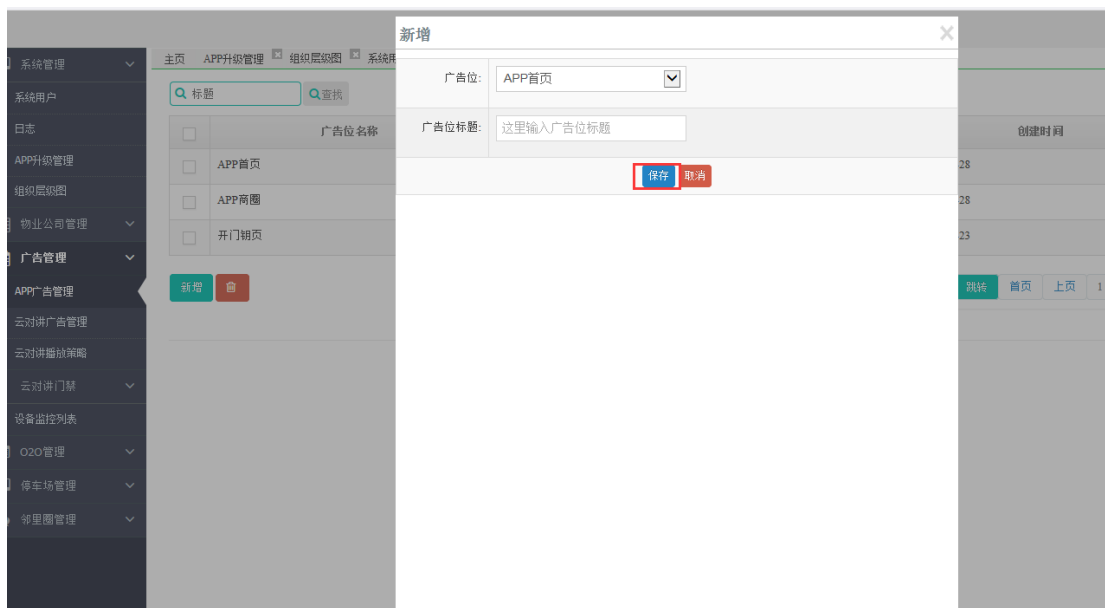 新增
系统管理
主页 APP升级管理 组织层级图 系统用
广告位: APP首页
系统用户
标题 查找
日志
广告位名称
广告位标题: 这里输入广告位标题
创建时间
APP升级管理
APP首页
28
保存 取消
组织层级图
APP商圈
28
物业公司管理
开门钥页
23
广告管理
APP广告管理
新增
跳转 首页 上页 1
云对讲广告管理
云对讲播放策略
云对讲门禁
设备监控列表
O2O管理
停车场管理
邻里圈管理